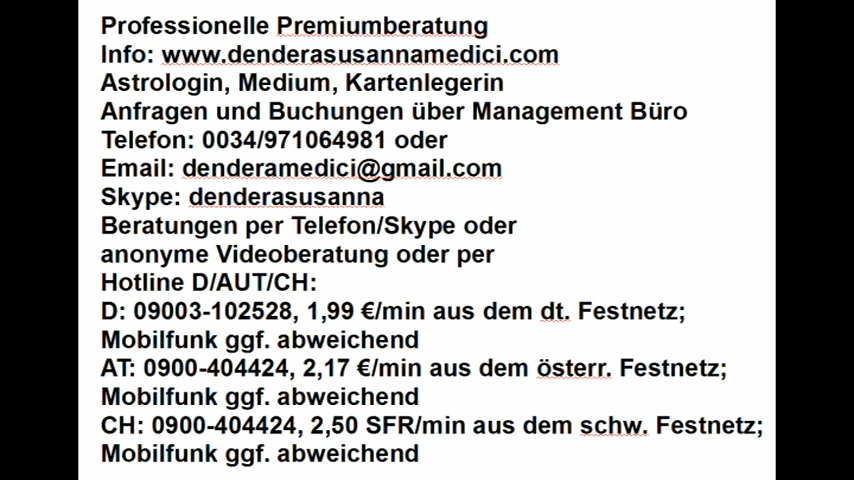 Professionelle Premiumberatung
Info: www.denderasusannamedici.com
Astrologin, Medium, Kartenlegerin
Anfragen und Buchungen über Management Büro
Telefon: 0034/971064981 oder
Email: denderamedici@gmail.com
Skype: denderasusanna
Beratungen per Telefon/Skype oder
anonyme Videoberatung oder per
Hotline D/AUT/CH:
D: 09003-102528, 1,99 €/min aus dem dt. Festnetz;
Mobilfunk ggf. abweichend
AT: 0900-404424, 2,17 €/min aus dem österr. Festnetz;
Mobilfunk ggf. abweichend
CH: 0900-404424, 2,50 SFR/min aus dem schw. Festnetz;
Mobilfunk ggf. abweichend